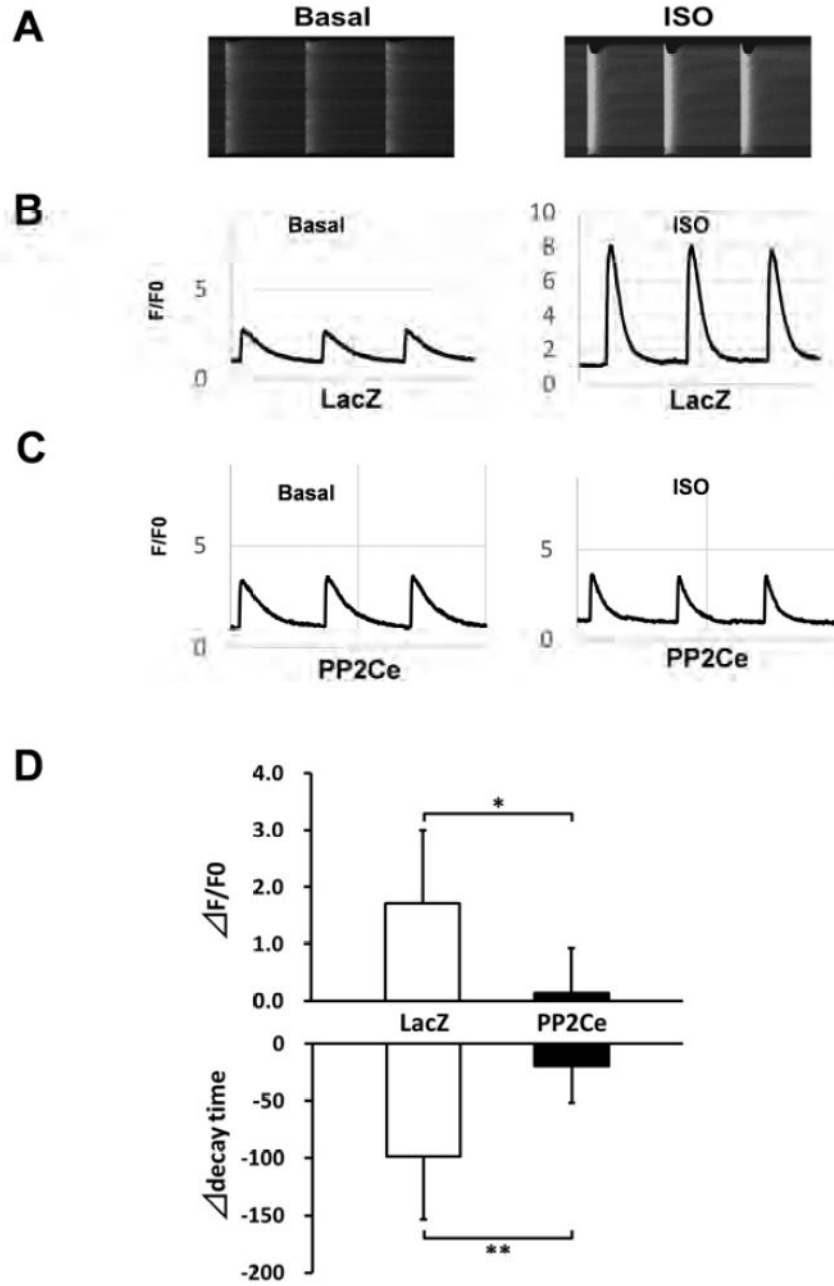 A
Basal
ISO
B
Basal
F/F0
5
0
LacZ
ISO
10
8
6
4
2
0
LacZ
C
Basal
F/F0
5
0
PP2Ce
ISO
5
0
PP2Ce
D
⊿F/F0
4.0
3.0
2.0
1.0
0.0
*
LacZ
PP2Ce
⊿decay time
0
-50
-100
-150
-200
**